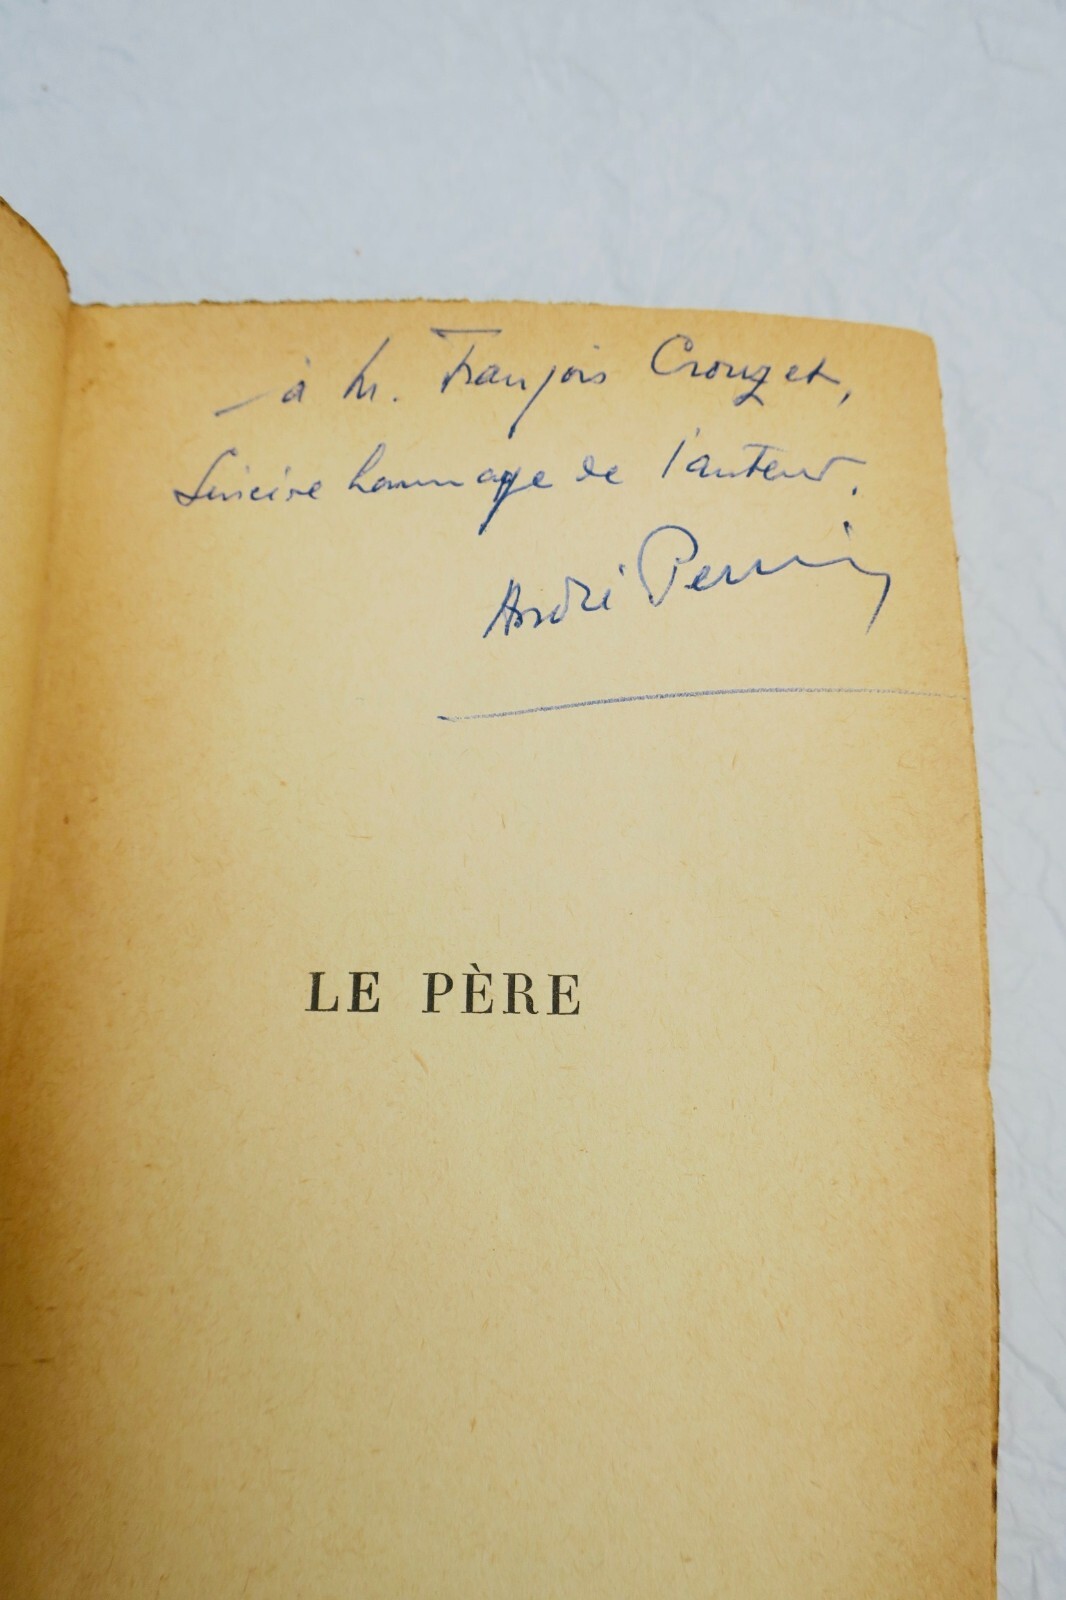 — à M. François Crouzet,
Sincère hommage de l'auteur.
André Perrin
LE PÈRE